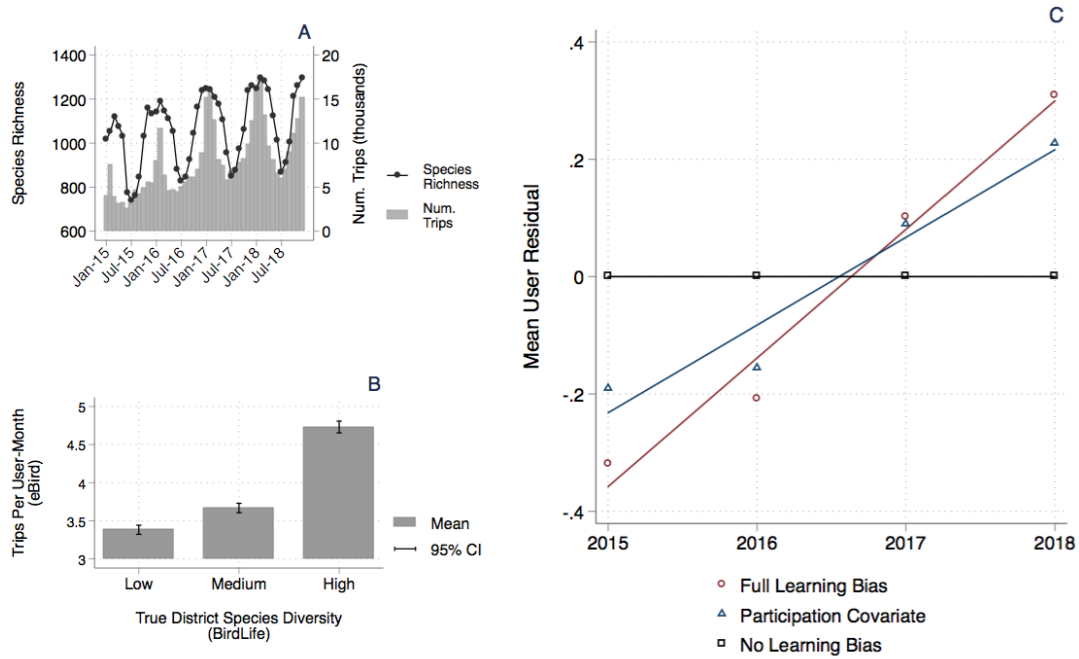 A
1400
1200
1000
800
600
Species Richness
20
15
10
5
0
Num. Trips (thousands)
Jan-15
Jul-15
Jan-16
Jul-16
Jan-17
Jul-17
Jan-18
Jul-18
Species
Richness
Num.
Trips
B
5
4.5
4
3.5
3
Trips Per User-Month
(eBird)
Low
Medium
High
True District Species Diversity
(BirdLife)
Mean
95% CI
C
.4
.2
0
-.2
-.4
Mean User Residual
2015
2016
2017
2018
Full Learning Bias
Participation Covariate
No Learning Bias